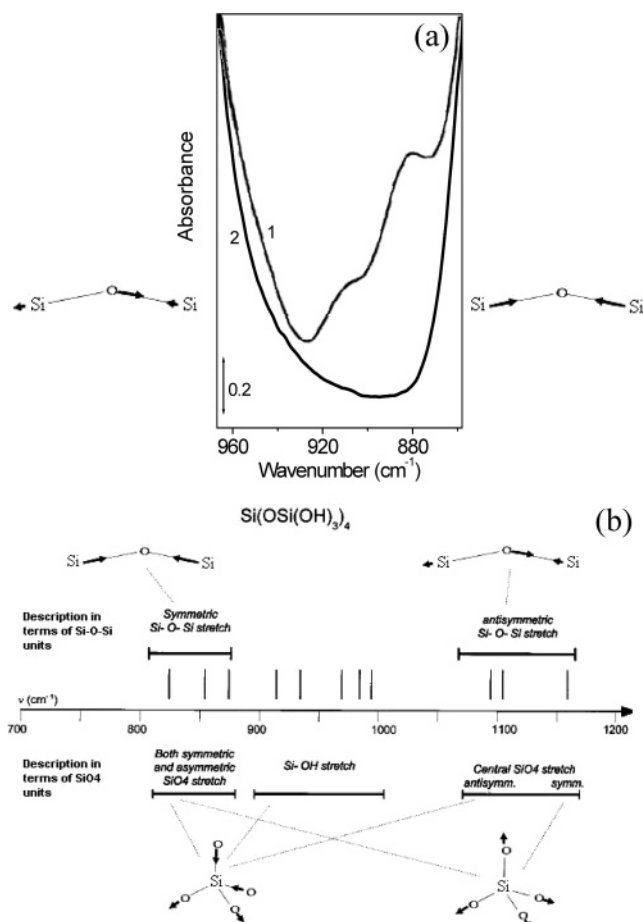 (a)
Absorbance
2
1
Si O Si
Si O Si
0.2
960 920 880
Wavenumber (cm⁻¹)
Si(OSi(OH)₃)₄
(b)
Si O Si
Si O Si
Description in
terms of Si-O-Si
units
Symmetric
Si- O- Si stretch
antisymmetric
Si- O- Si stretch
ν (cm⁻¹)
700 800 900 1000 1100 1200
Description in
terms of SiO4
units
Both symmetric
and asymmetric
SiO4 stretch
Si- OH stretch
Central SiO4 stretch
antisymm. symm.
O
Si
O
O
O
O
Si
O
O
O